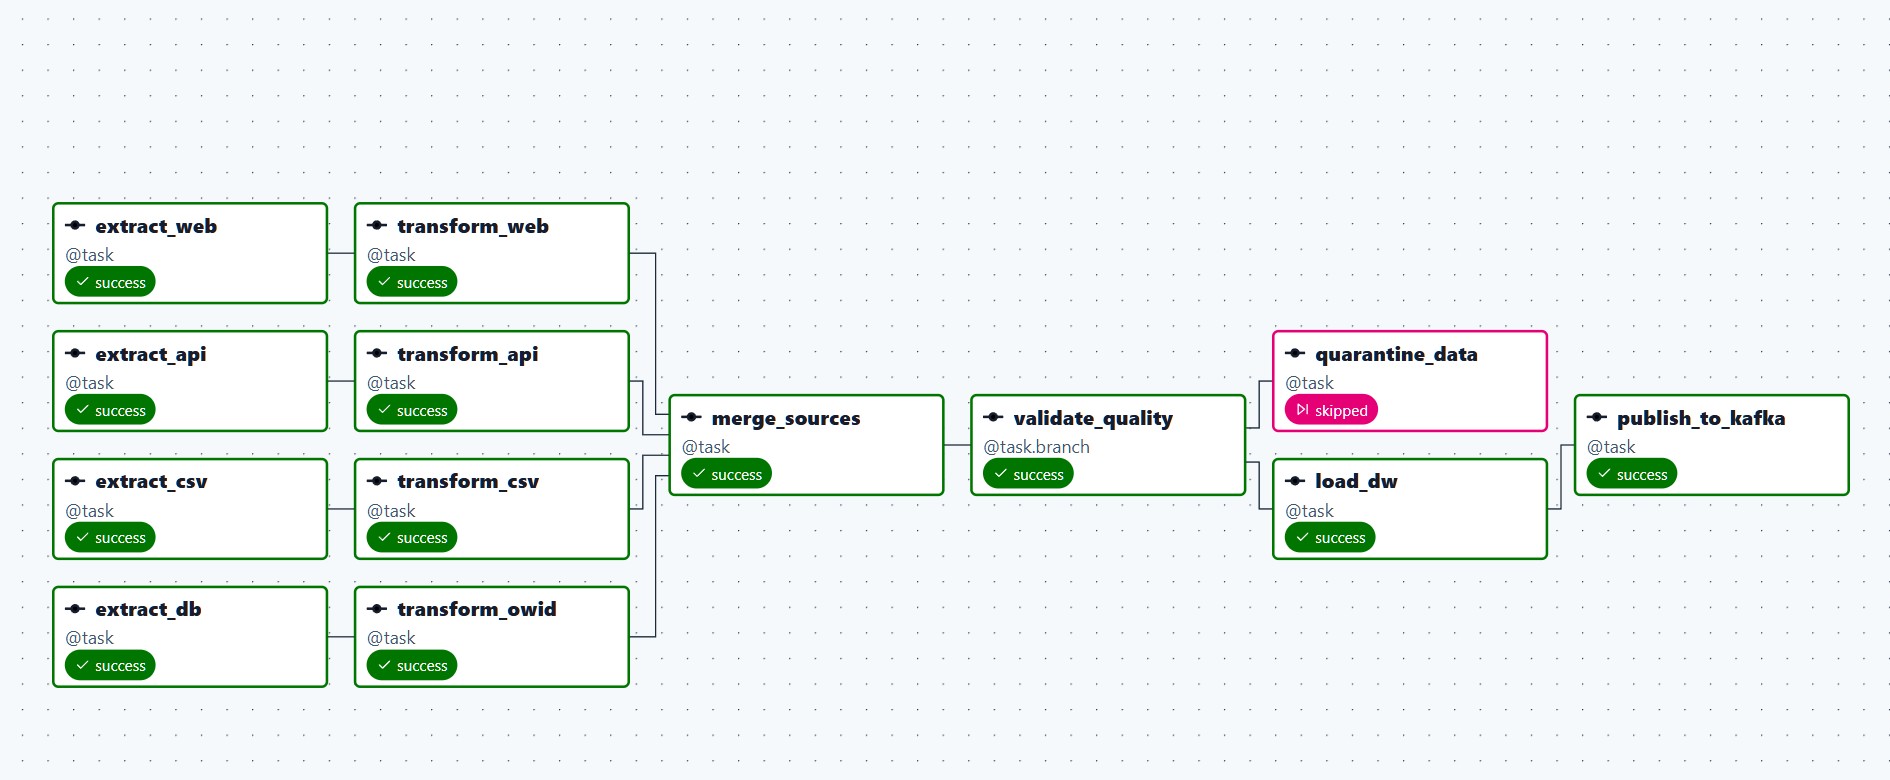 extract_web
@task
success
transform_web
@task
success
extract_api
@task
success
transform_api
@task
success
extract_csv
@task
success
transform_csv
@task
success
extract_db
@task
success
transform_owid
@task
success
merge_sources
@task
success
validate_quality
@task.branch
success
quarantine_data
@task
skipped
load_dw
@task
success
publish_to_kafka
@task
success